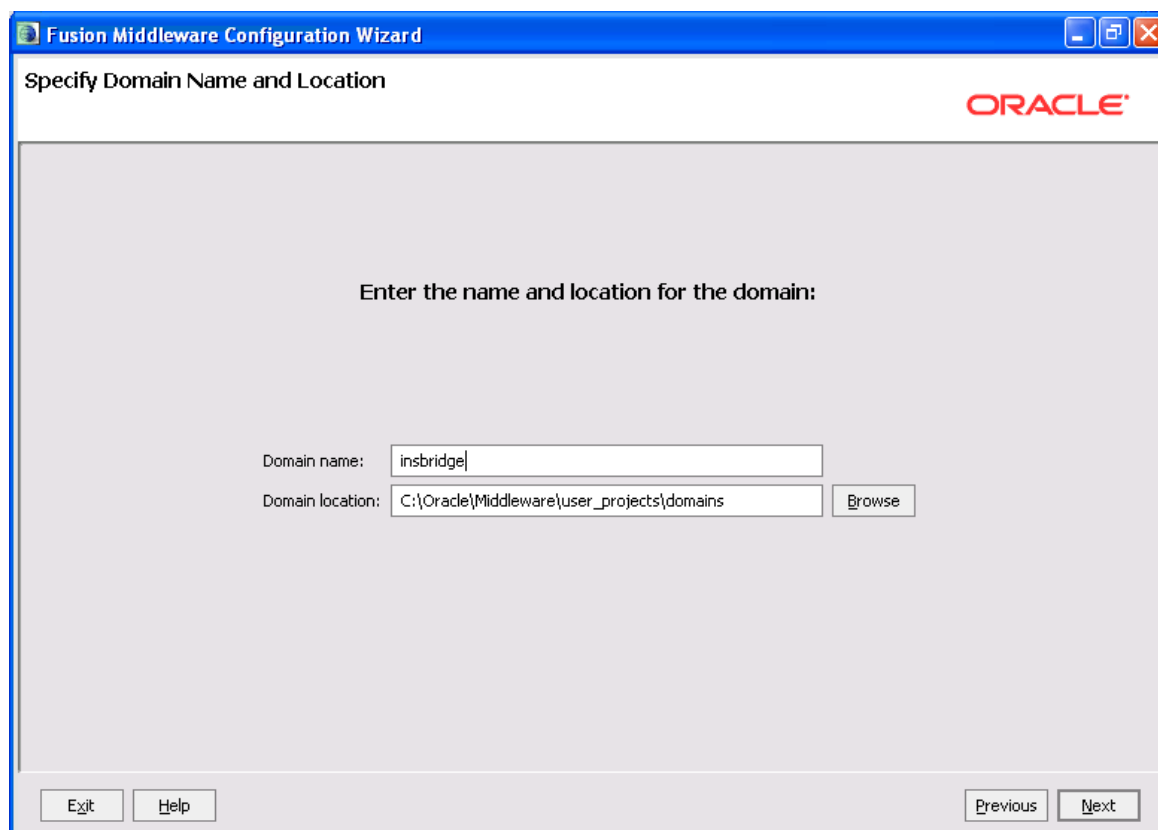 Fusion Middleware Configuration Wizard
Specify Domain Name and Location
ORACLE
Enter the name and location for the domain:
Domain name: insbridge
Domain location: C:\Oracle\Middleware\user_projects\domains Browse
Exit Help Previous Next